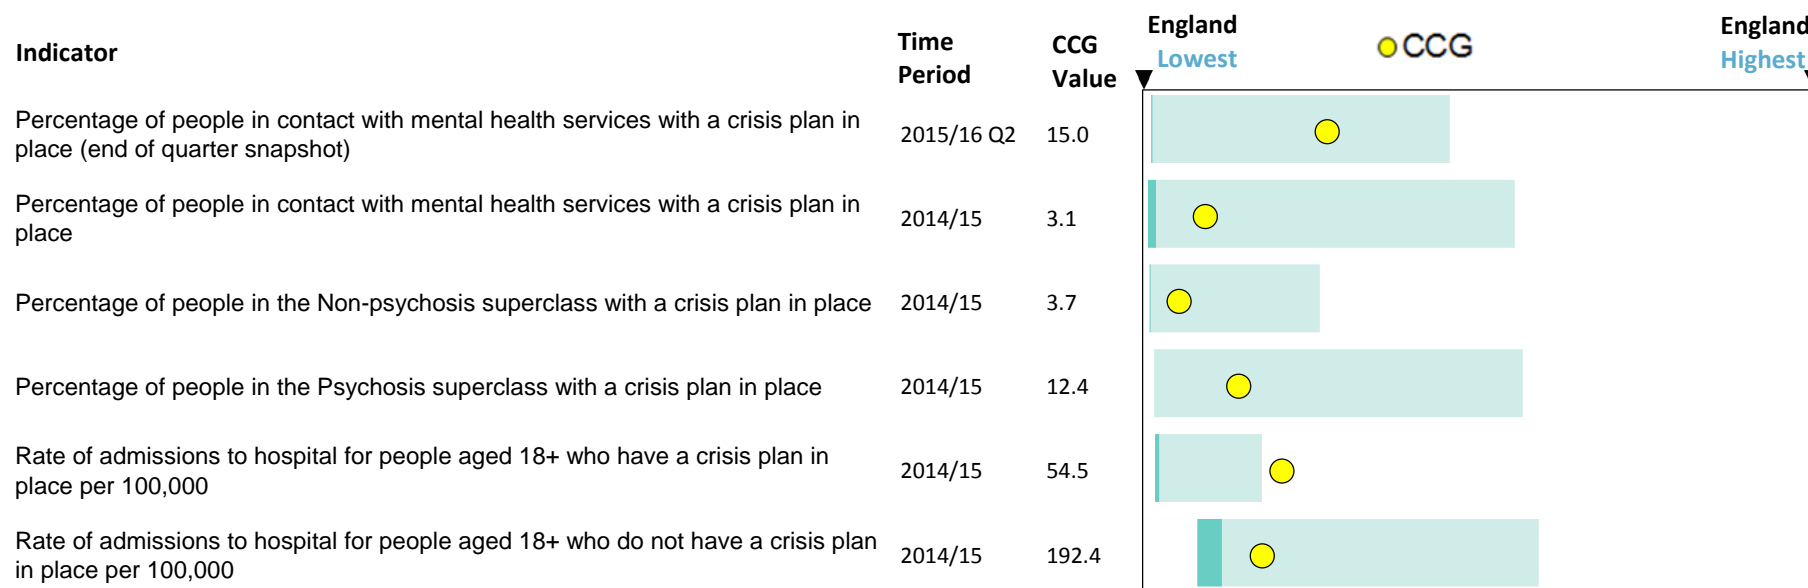 Indicator
Time Period
CCG Value
England
Lowest
CCG
England
Highest
Percentage of people in contact with mental health services with a crisis plan in
place (end of quarter snapshot)
2015/16 Q2
15.0
Percentage of people in contact with mental health services with a crisis plan in
place
2014/15
3.1
Percentage of people in the Non-psychosis superclass with a crisis plan in place
2014/15
3.7
Percentage of people in the Psychosis superclass with a crisis plan in place
2014/15
12.4
Rate of admissions to hospital for people aged 18+ who have a crisis plan in
place per 100,000
2014/15
54.5
Rate of admissions to hospital for people aged 18+ who do not have a crisis plan
in place per 100,000
2014/15
192.4